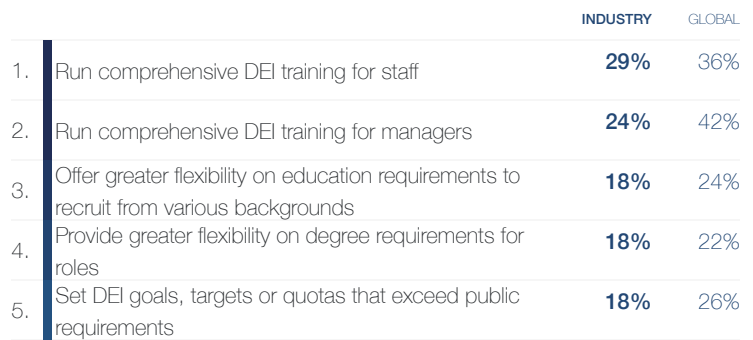 INDUSTRY GLOBAL
1. Run comprehensive DEI training for staff 29% 36%
2. Run comprehensive DEI training for managers 24% 42%
3. Offer greater flexibility on education requirements to
recruit from various backgrounds 18% 24%
4. Provide greater flexibility on degree requirements for
roles 18% 22%
5. Set DEI goals, targets or quotas that exceed public
requirements 18% 26%